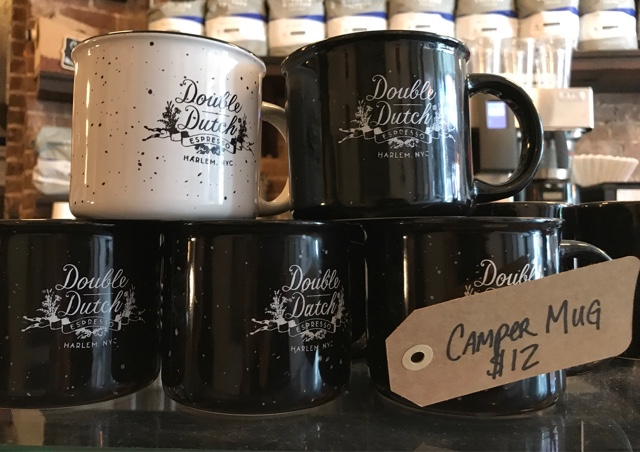 Double
Dutch
ESPRESSO
HARLEM, NYC
Double
Dutch
ESPRESSO
HARLEM, NYC
Double
Dutch
ESPRESSO
HARLEM, NYC
Double
Dutch
ESPRESSO
HARLEM, NYC
Double
CAMPER MUG
$12